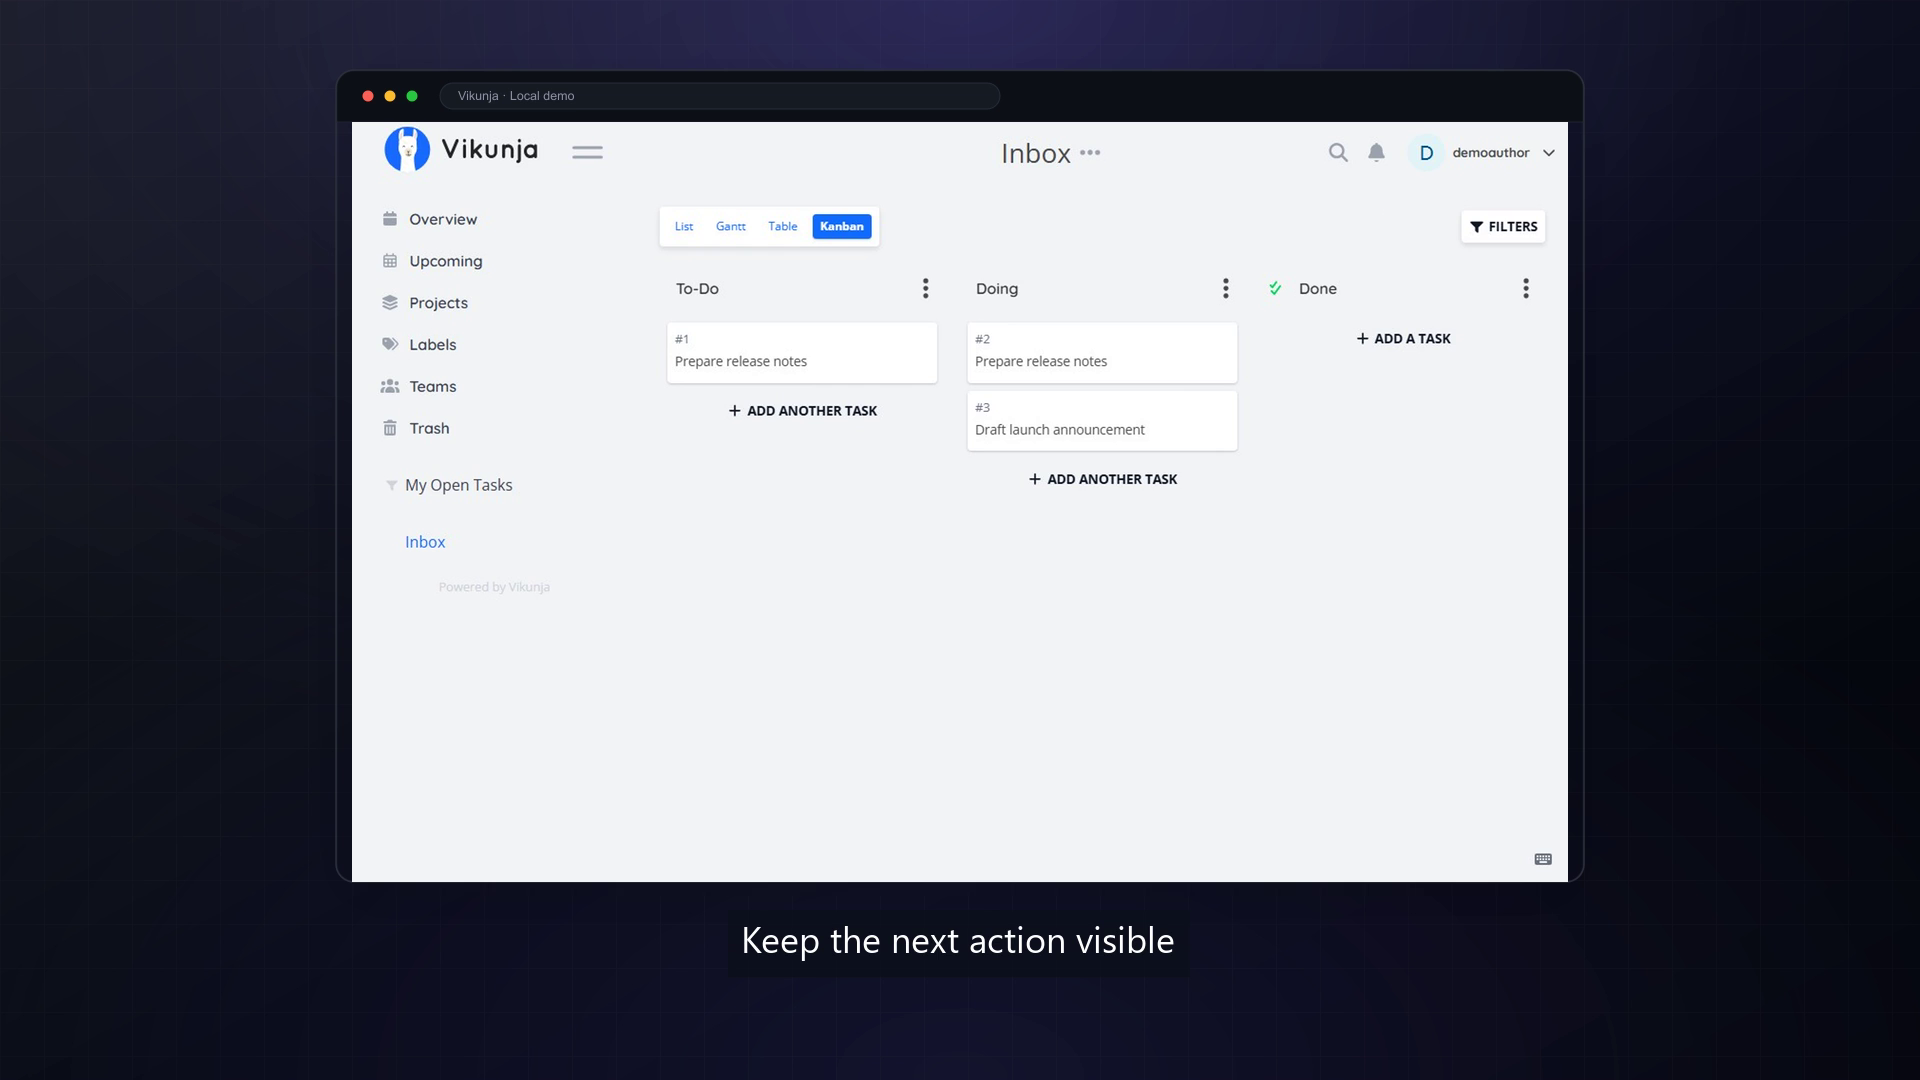 Vikunja · Local demo
Vikunja
Inbox
D
demoauthor
Overview
Upcoming
Projects
Labels
Teams
Trash
My Open Tasks
Inbox
Powered by Vikunja
List
Gantt
Table
Kanban
FILTERS
To-Do
#1
Prepare release notes
+ ADD ANOTHER TASK
Doing
#2
Prepare release notes
#3
Draft launch announcement
+ ADD ANOTHER TASK
Done
+ ADD A TASK
Keep the next action visible